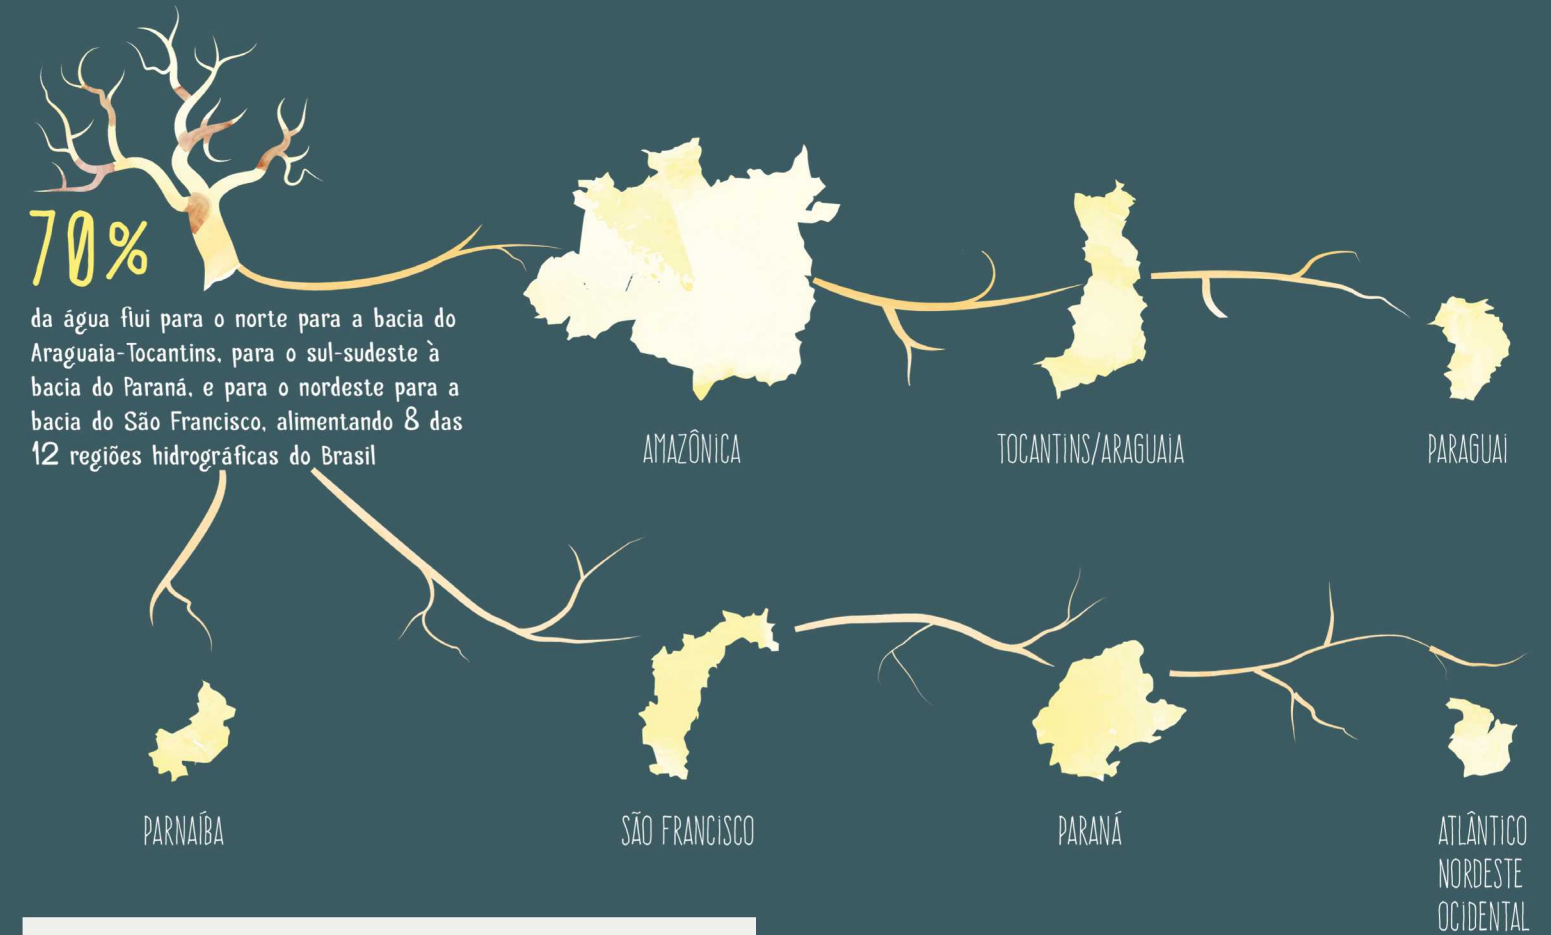 70%
da água flui para o norte para a bacia do
Araguaia-Tocantins, para o sul-sudeste à
bacia do Paraná, e para o nordeste para a
bacia do São Francisco, alimentando 8 das
12 regiões hidrográficas do Brasil
AMAZÔNICA
TOCANTINS/ARAGUAIA
PARAGUAI
PARNAÍBA
SÃO FRANCISCO
PARANÁ
ATLÂNTICO
NORDESTE
OCIDENTAL